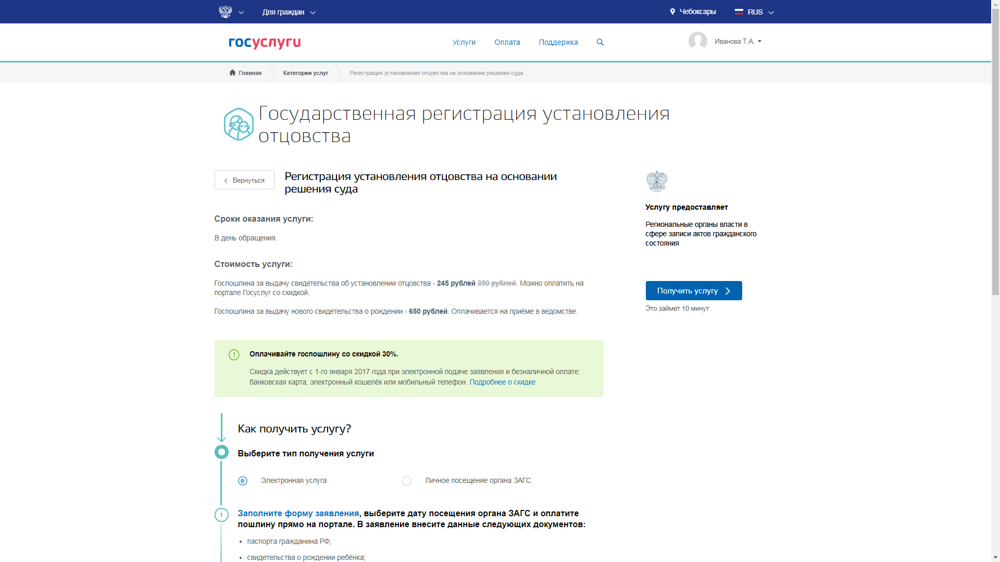 Для граждан
Чебоксары
RUS
госуслуги
Услуги
Оплата
Поддержка
Иванова Т.А.
Главная
Категории услуг
Регистрация установления отцовства на основании решения суда
Государственная регистрация установления
отцовства
Вернуться
Регистрация установления отцовства на основании
решения суда
Сроки оказания услуги:
В день обращения.
Стоимость услуги:
Госпошлина за выдачу свидетельства об установлении отцовства - 245 рублей 350 рублей. Можно оплатить на
портале Госуслуг со скидкой.
Госпошлина за выдачу нового свидетельства о рождении - 650 рублей. Оплачивается на приёме в ведомстве.
Оплачивайте госпошлину со скидкой 30%.
Скидка действует с 1-го января 2017 года при электронной подаче заявления и безналичной оплате:
банковская карта, электронный кошелёк или мобильный телефон. Подробнее о скидке
Как получить услугу?
Выберите тип получения услуги
Электронная услуга
Личное посещение органа ЗАГС
1
Заполните форму заявления, выберите дату посещения органа ЗАГС и оплатите
пошлину прямо на портале. В заявление внесите данные следующих документов:
• паспорта гражданина РФ;
• свидетельства о рождении ребёнка;
Услугу предоставляет
Региональные органы власти в
сфере записи актов гражданского
состояния
Получить услугу
Это займет 10 минут